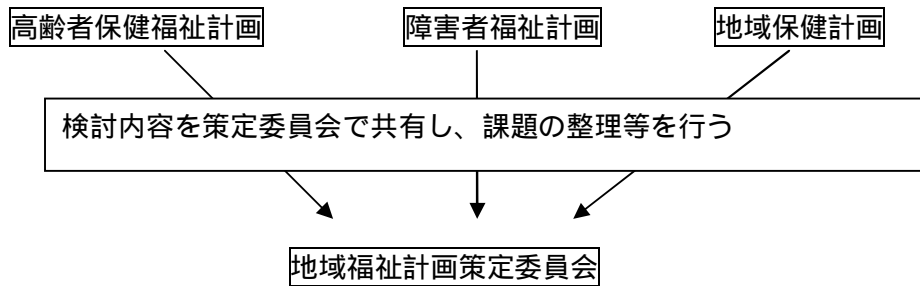 高齢者保健福祉計画
障害者福祉計画
地域保健計画
検討内容を策定委員会で共有し、課題の整理等を行う
地域福祉計画策定委員会